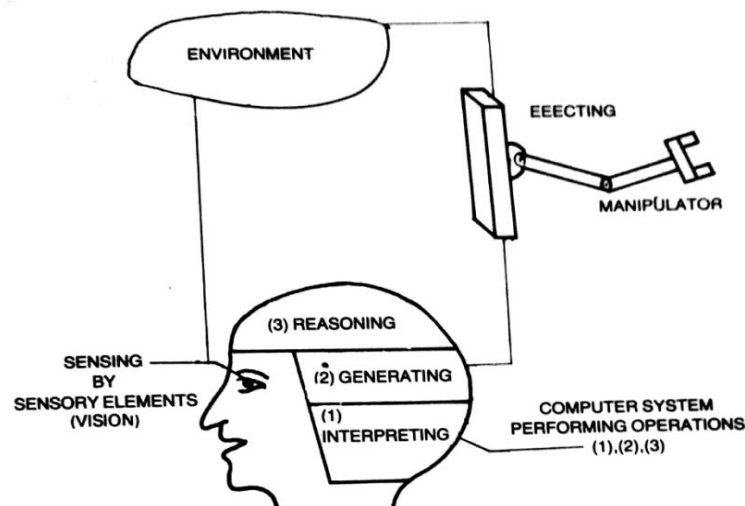 ENVIRONMENT
EEECTING
MANIPULATOR
(3) REASONING
SENSING
BY
SENSORY ELEMENTS
(VISION)
(2) GENERATING
(1)
INTERPRETING
COMPUTER SYSTEM
PERFORMING OPERATIONS
(1),(2),(3)